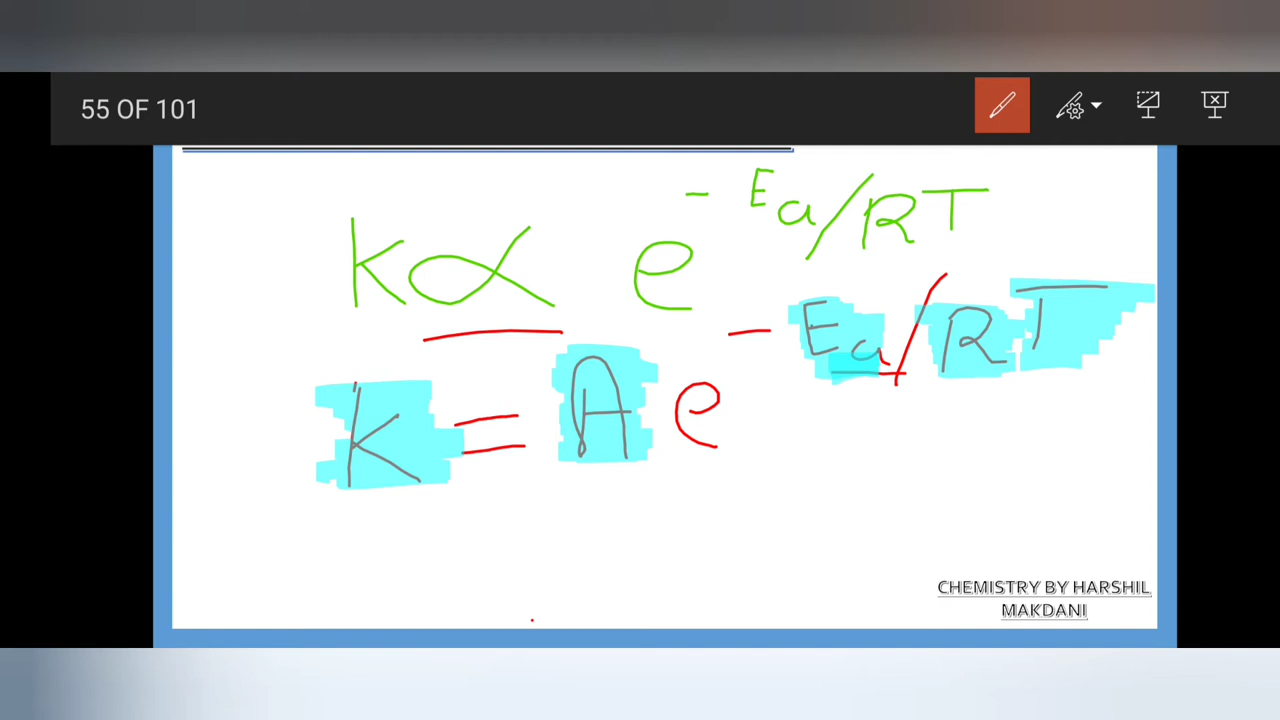 55 OF 101
k∝ e^-Ea/RT
K = A e^-Ea/RT
CHEMISTRY BY HARSHIL
MAKDANI